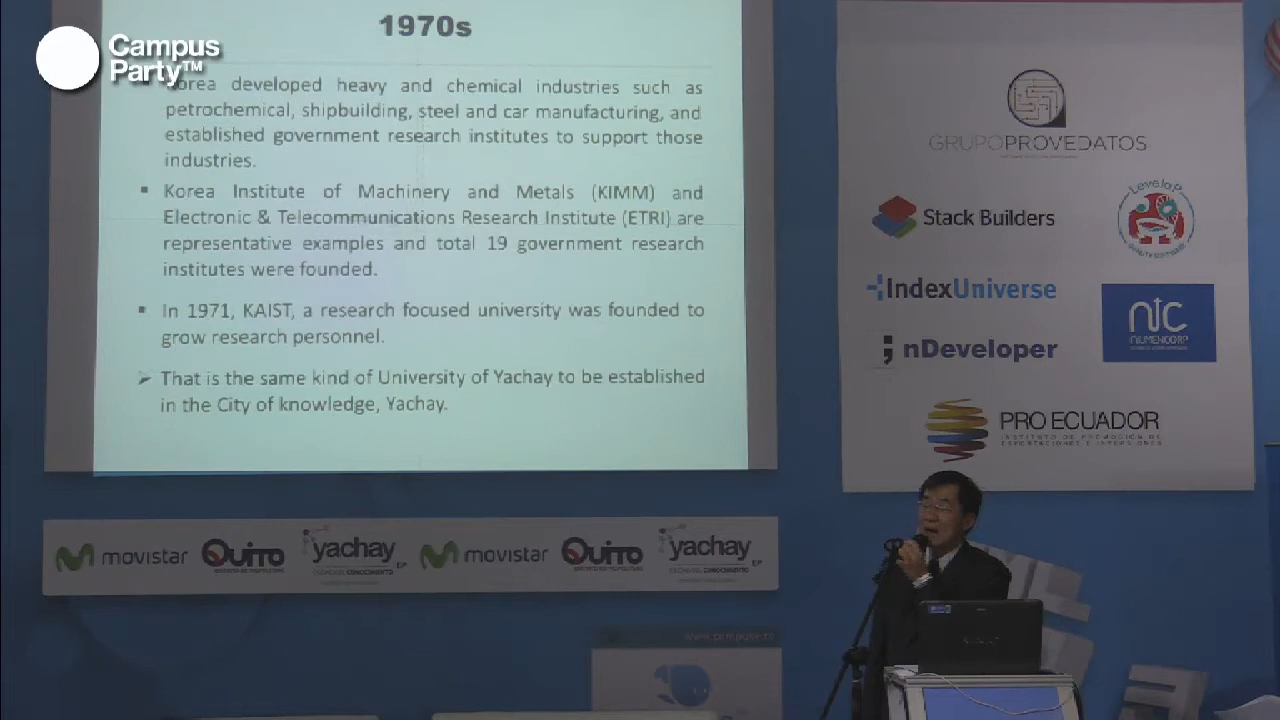 Campus
Party™
1970s
orea developed heavy and chemical industries such as
petrochemical, shipbuilding, steel and car manufacturing, and
established government research institutes to support those
industries.
▪ Korea Institute of Machinery and Metals (KIMM) and
Electronic & Telecommunications Research Institute (ETRI) are
representative examples and total 19 government research
institutes were founded.
▪ In 1971, KAIST, a research focused university was founded to
grow research personnel.
➢ That is the same kind of University of Yachay to be established
in the City of knowledge, Yachay.
GRUPOPROVEDATOS
Stack Builders
IndexUniverse
nDeveloper
NTC
PRO ECUADOR
INSTITUTO DE PROMOCIÓN DE
EXPORTACIONES E INVERSIONES
movistar QUITO yachay EP movistar QUITO yachay EP